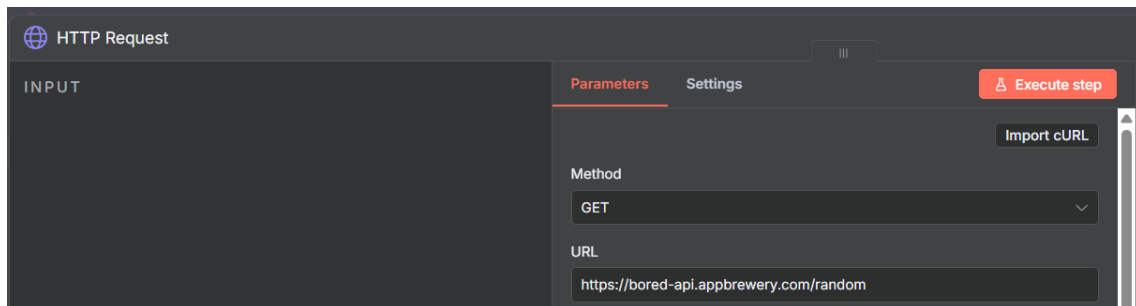 HTTP Request
INPUT
Parameters Settings Execute step
Import cURL
Method
GET
URL
https://bored-api.appbrewery.com/random